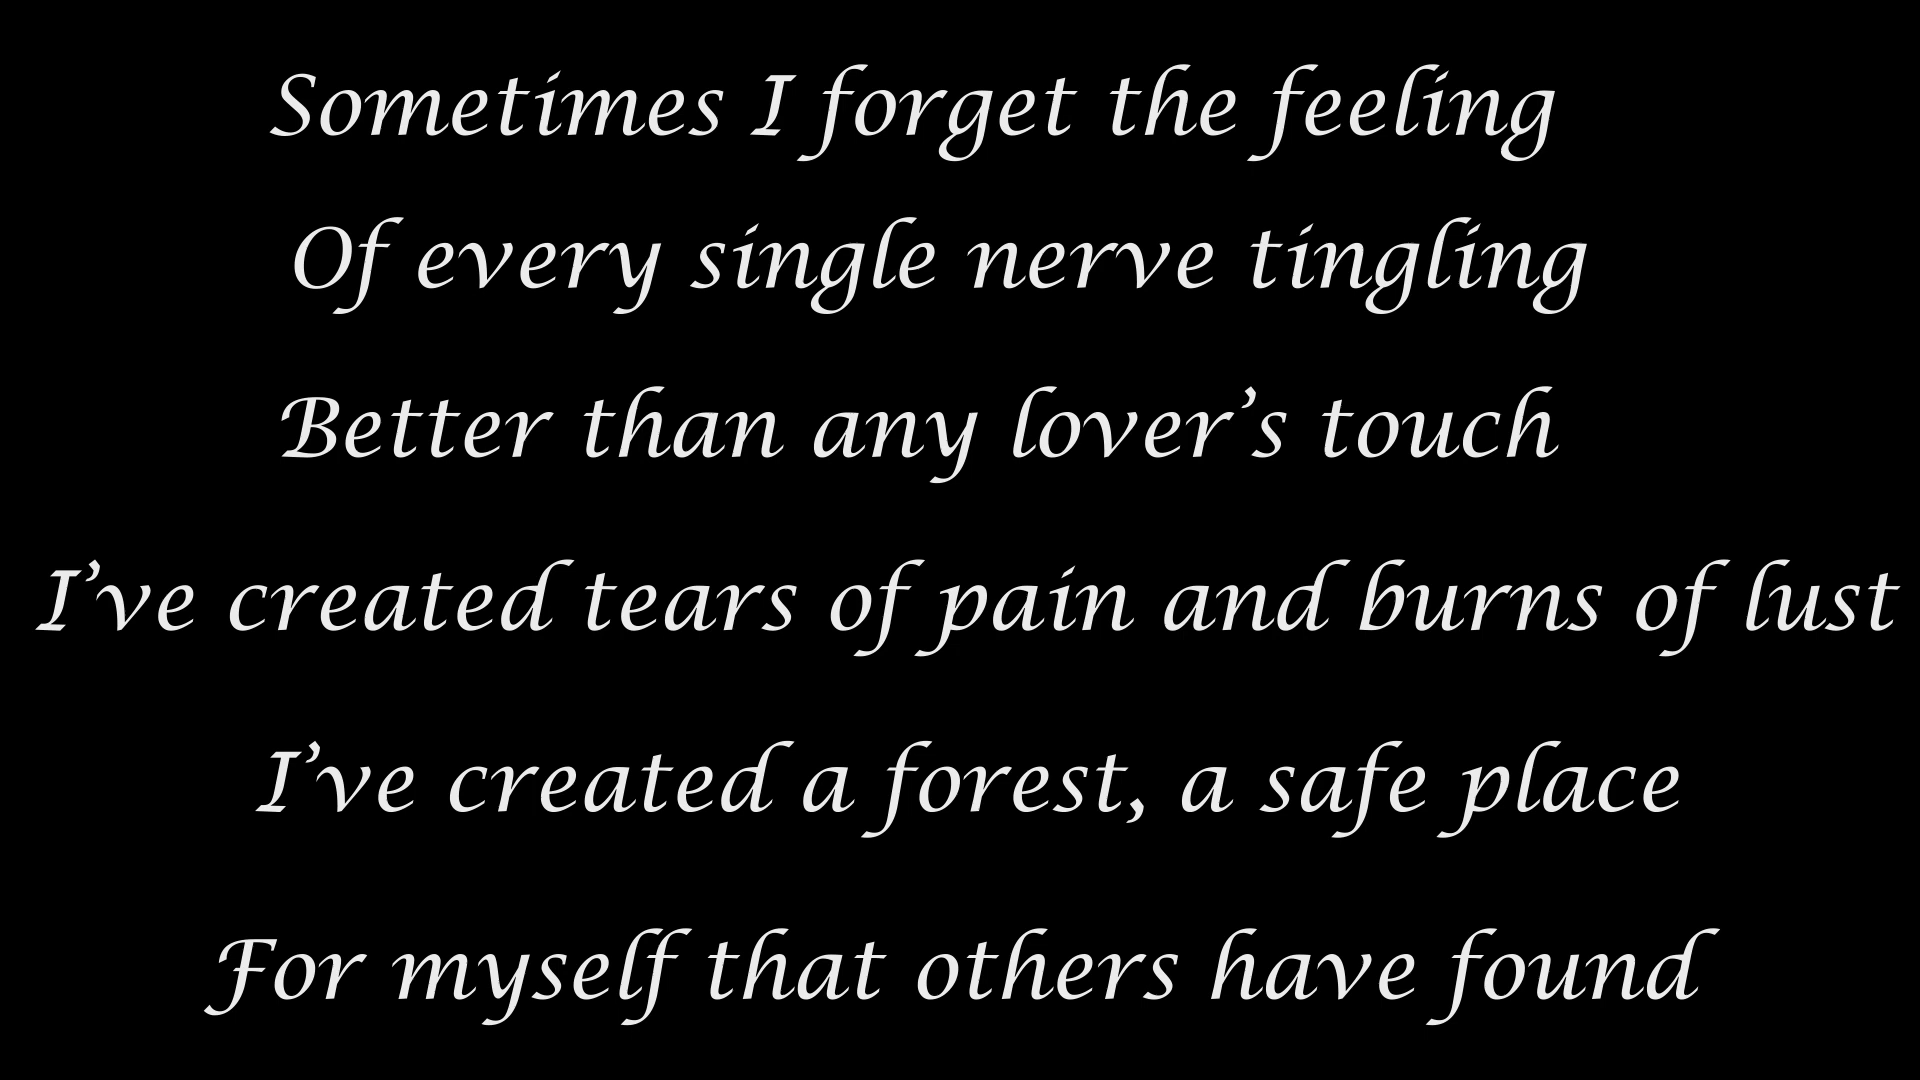 Sometimes I forget the feeling
Of every single nerve tingling
Better than any lover’s touch
I’ve created tears of pain and burns of lust
I’ve created a forest, a safe place
For myself that others have found